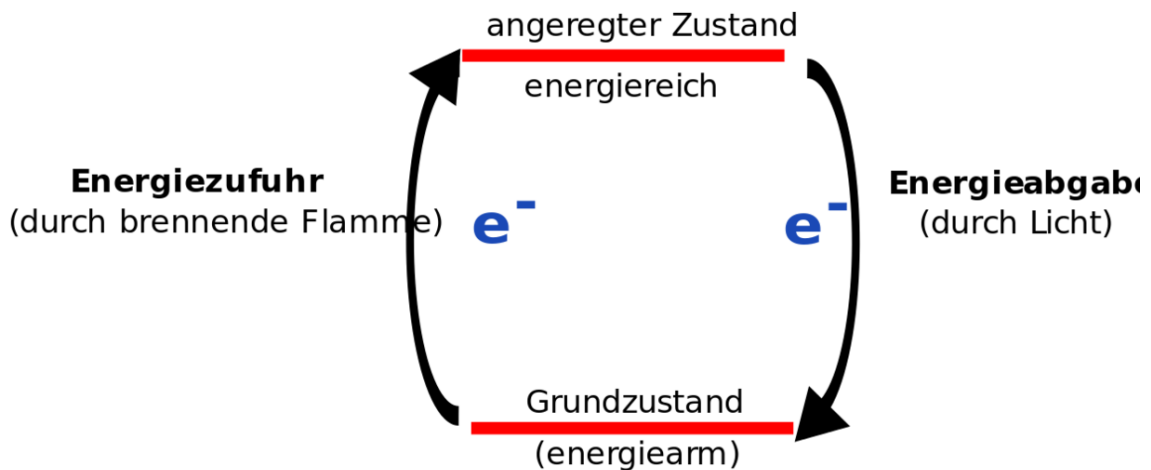 angeregter Zustand
energiereich
Energiezufuhr
(durch brennende Flamme)
e-
e-
Energieabgabe
(durch Licht)
Grundzustand
(energiearm)